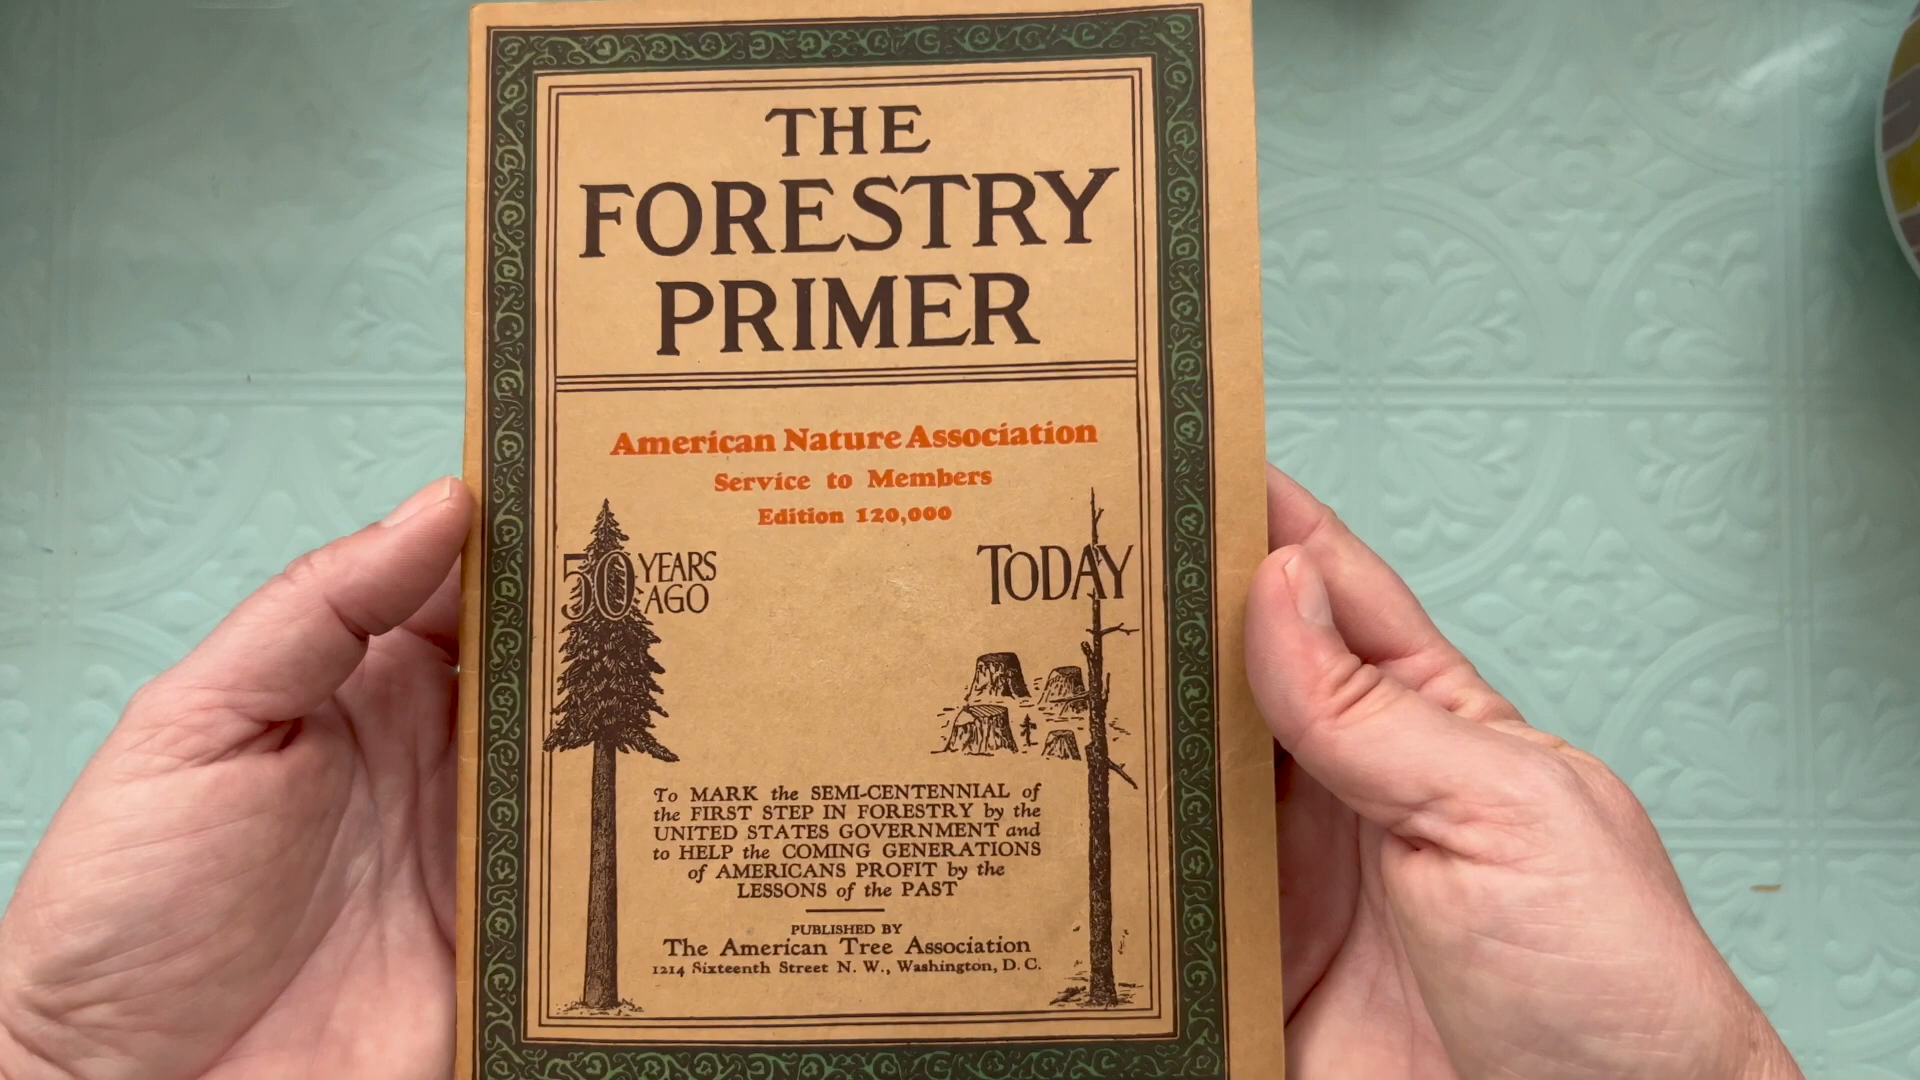 THE
FORESTRY
PRIMER
American Nature Association
Service to Members
Edition 120,000
50 YEARS
AGO
TODAY
To MARK the SEMI-CENTENNIAL of
the FIRST STEP IN FORESTRY by the
UNITED STATES GOVERNMENT and
to HELP the COMING GENERATIONS
of AMERICANS PROFIT by the
LESSONS of the PAST
PUBLISHED BY
The American Tree Association
1214 Sixteenth Street N. W., Washington, D. C.